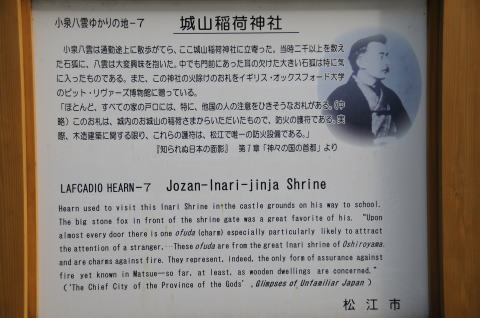 小泉八雲ゆかりの地-7
城山稲荷神社
小泉八雲は通勤途上に散歩がてら、ここ城山稲荷神社に立寄った。当時二千以上を数え
た石狐に、八雲は大変興味を抱いた。中でも門前にあった耳の欠けた大きい石狐は特に気
に入ったものである。また、この神社の火除けのお札をイギリス・オックスフォード大学
のピット・リヴァーズ博物館に贈っている。
「ほとんど、すべての家の戸口には、特に、他国の人の注意をひきそうなお札がある。(中
略)このお札は、城内のお城山の稲荷さまからいただいたもので、防火の護符である。実
際、木造建築に関する限り、これらの護符は、松江で唯一の防火設備である。」
『知られぬ日本の面影』 第7章「神々の国の首都」より
LAFCADIO HEARN-7 Jozan-Inari-jinja Shrine
Hearn used to visit this Inari Shrine in the castle grounds on his way to school.
The big stone fox in front of the shrine gate was a great favorite of his. "Upon
almost every door there is one ofuda (charm) especially particularly likely to attract
the attention of a stranger,…These ofuda are from the great Inari shrine of Oshiroyama,
and are charms against fire. They represent, indeed, the only form of assurance against
fire yet known in Matsue—so far, at least, as wooden dwellings are concerned."
('The Chief City of the Province of the Gods', Glimpses of Unfamiliar Japan)
松江市